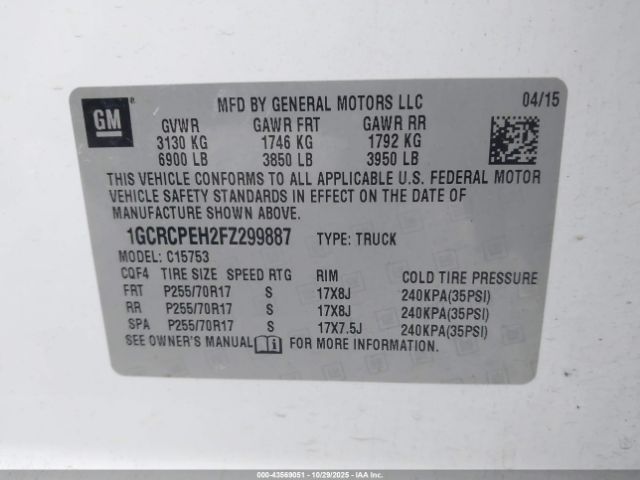 GM
MFD BY GENERAL MOTORS LLC 04/15
GVWR GAWR FRT GAWR RR
3130 KG 1746 KG 1792 KG
6900 LB 3850 LB 3950 LB
THIS VEHICLE CONFORMS TO ALL APPLICABLE U.S. FEDERAL MOTOR
VEHICLE SAFETY STANDARDS IN EFFECT ON THE DATE OF
MANUFACTURE SHOWN ABOVE.
1GCRCPEH2FZ299887 TYPE: TRUCK
MODEL: C15753
CQF4 TIRE SIZE SPEED RTG RIM COLD TIRE PRESSURE
FRT P255/70R17 S 17X8J 240KPA(35PSI)
RR P255/70R17 S 17X8J 240KPA(35PSI)
SPA P255/70R17 S 17X7.5J 240KPA(35PSI)
SEE OWNER'S MANUAL FOR MORE INFORMATION.
000-43569051 - 10/29/2025 - IAAI.COM